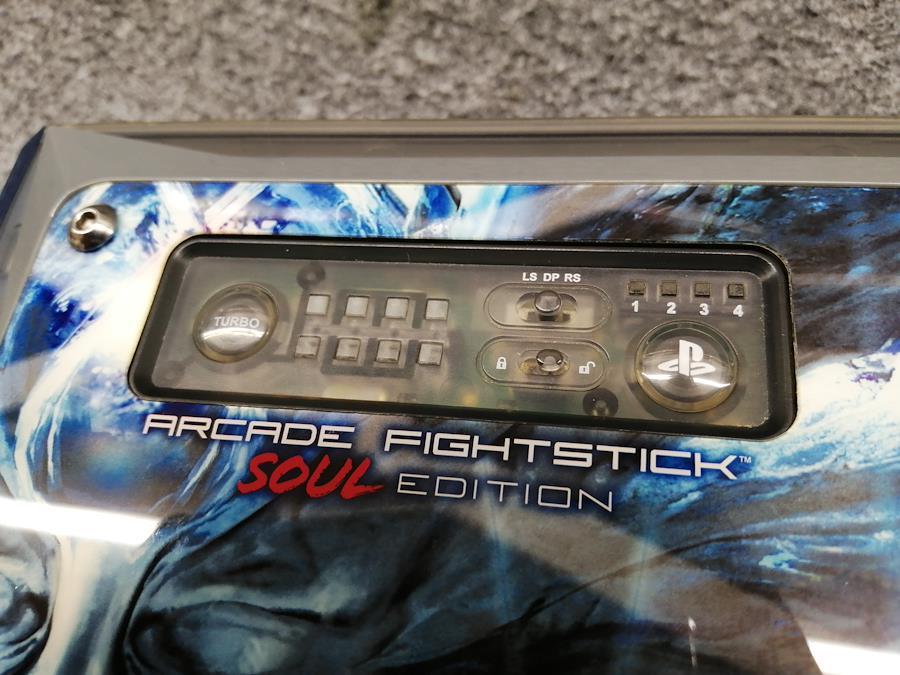 LS DP RS
1 2 3 4
TURBO
ARCADE FIGHTSTICK™
SOUL EDITION